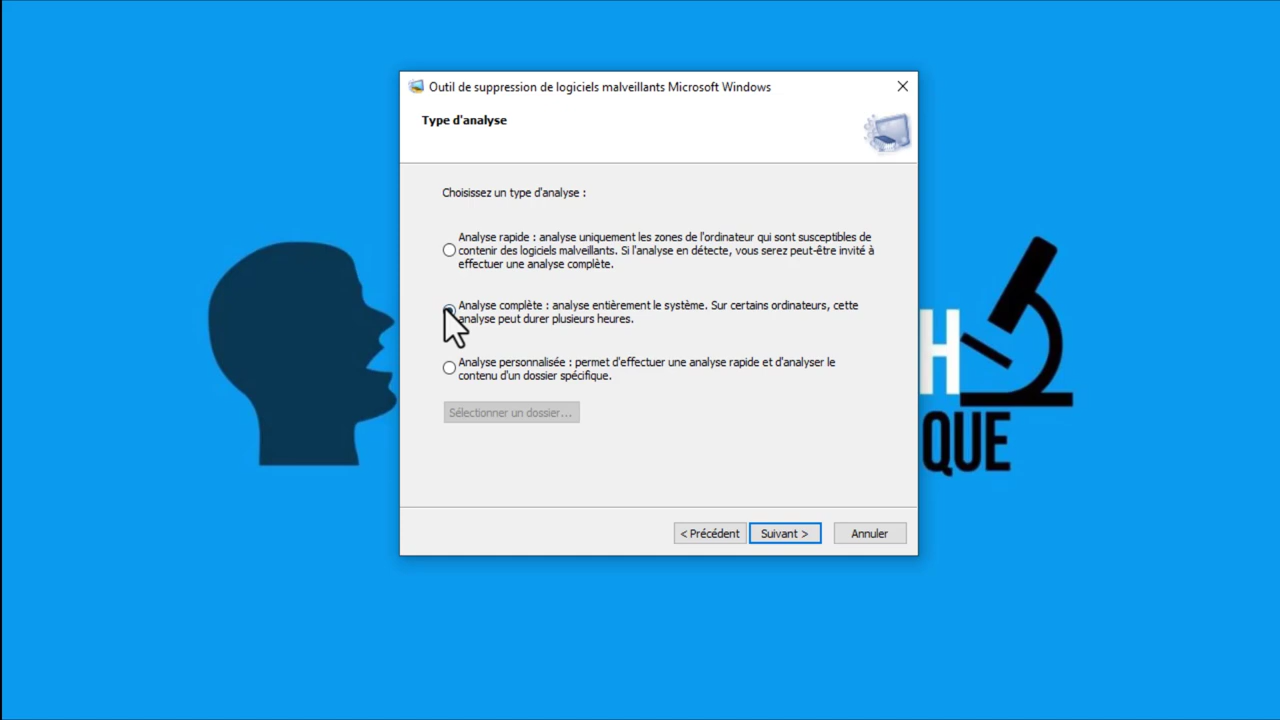 Outil de suppression de logiciels malveillants Microsoft Windows
Type d'analyse
Choisissez un type d'analyse :
Analyse rapide : analyse uniquement les zones de l'ordinateur qui sont susceptibles de
contenir des logiciels malveillants. Si l'analyse en détecte, vous serez peut-être invité à
effectuer une analyse complète.
Analyse complète : analyse entièrement le système. Sur certains ordinateurs, cette
analyse peut durer plusieurs heures.
Analyse personnalisée : permet d'effectuer une analyse rapide et d'analyser le
contenu d'un dossier spécifique.
Sélectionner un dossier...
< Précédent
Suivant >
Annuler
H
QUE